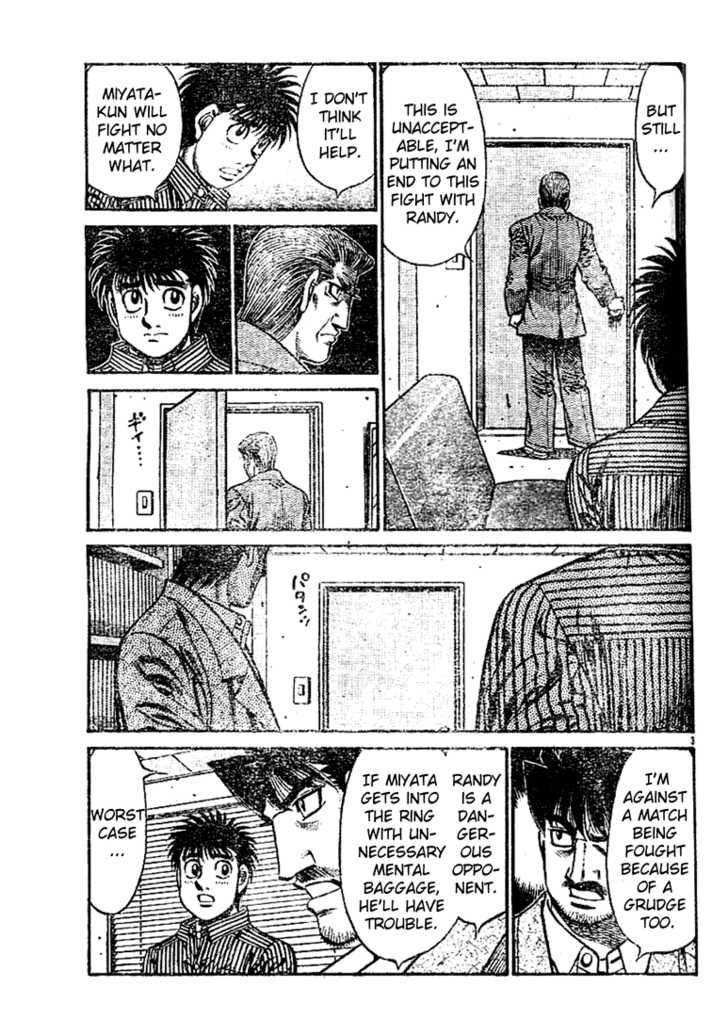 BUT
STILL
...
THIS IS
UNACCEPT-
ABLE, I'M
PUTTING AN
END TO THIS
FIGHT WITH
RANDY.
I DON'T
THINK
IT'LL
HELP.
MIYATA-
KUN WILL
FIGHT NO
MATTER
WHAT.
ギィ…
パタン…
3
I'M
AGAINST
A MATCH
BEING
FOUGHT
BECAUSE
OF A
GRUDGE
TOO.
RANDY
IS A
DAN-
GER-
OUS
OPPO-
NENT.
IF MIYATA
GETS INTO
THE RING
WITH UN-
NECESSARY
MENTAL
BAGGAGE,
HE'LL HAVE
TROUBLE.
WORST
CASE
...